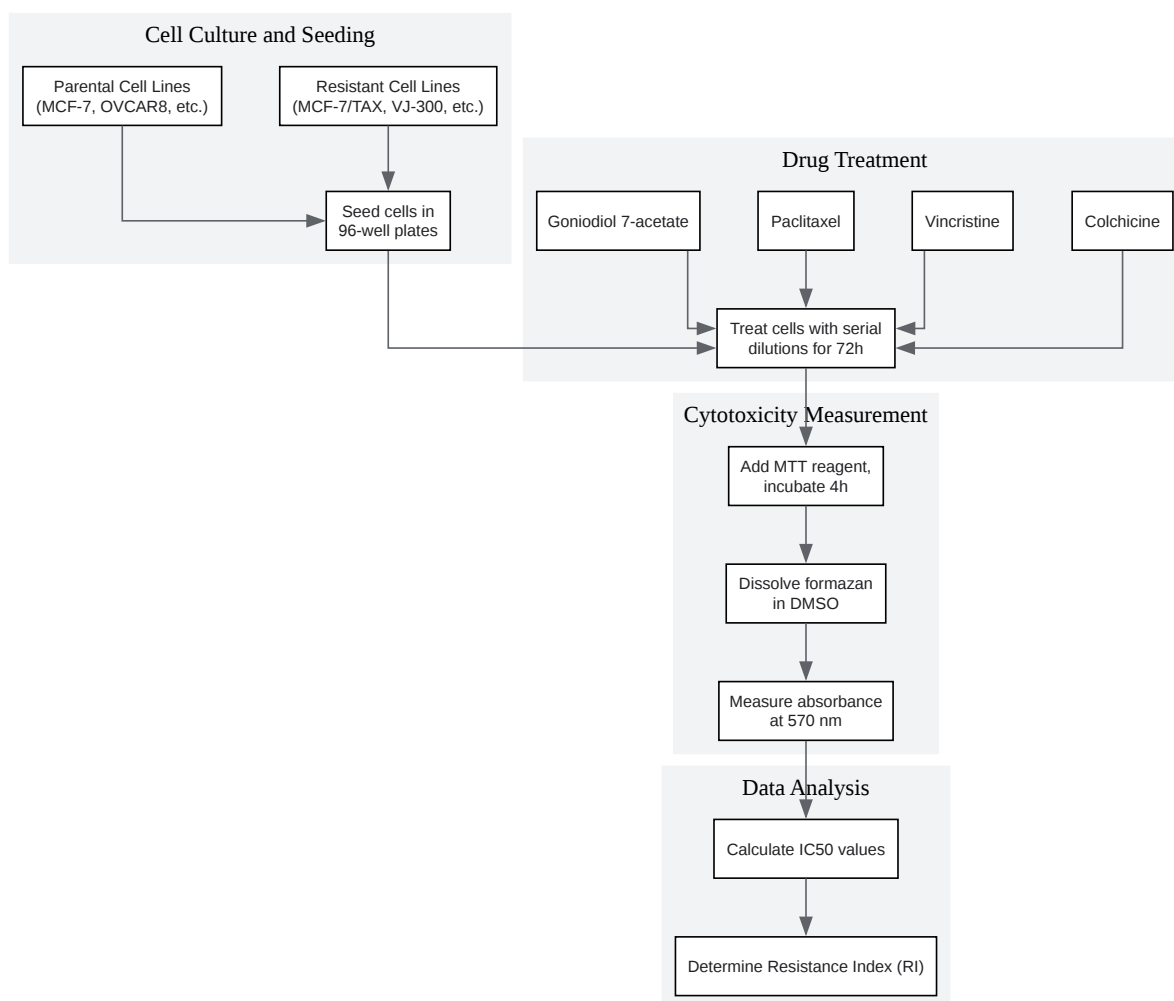 Cell Culture and Seeding
Parental Cell Lines
(MCF-7, OVCAR8, etc.)
Resistant Cell Lines
(MCF-7/TAX, VJ-300, etc.)
Seed cells in
96-well plates
Drug Treatment
Goniodiol 7-acetate
Paclitaxel
Vincristine
Colchicine
Treat cells with serial
dilutions for 72h
Cytotoxicity Measurement
Add MTT reagent,
incubate 4h
Dissolve formazan
in DMSO
Measure absorbance
at 570 nm
Data Analysis
Calculate IC50 values
Determine Resistance Index (RI)